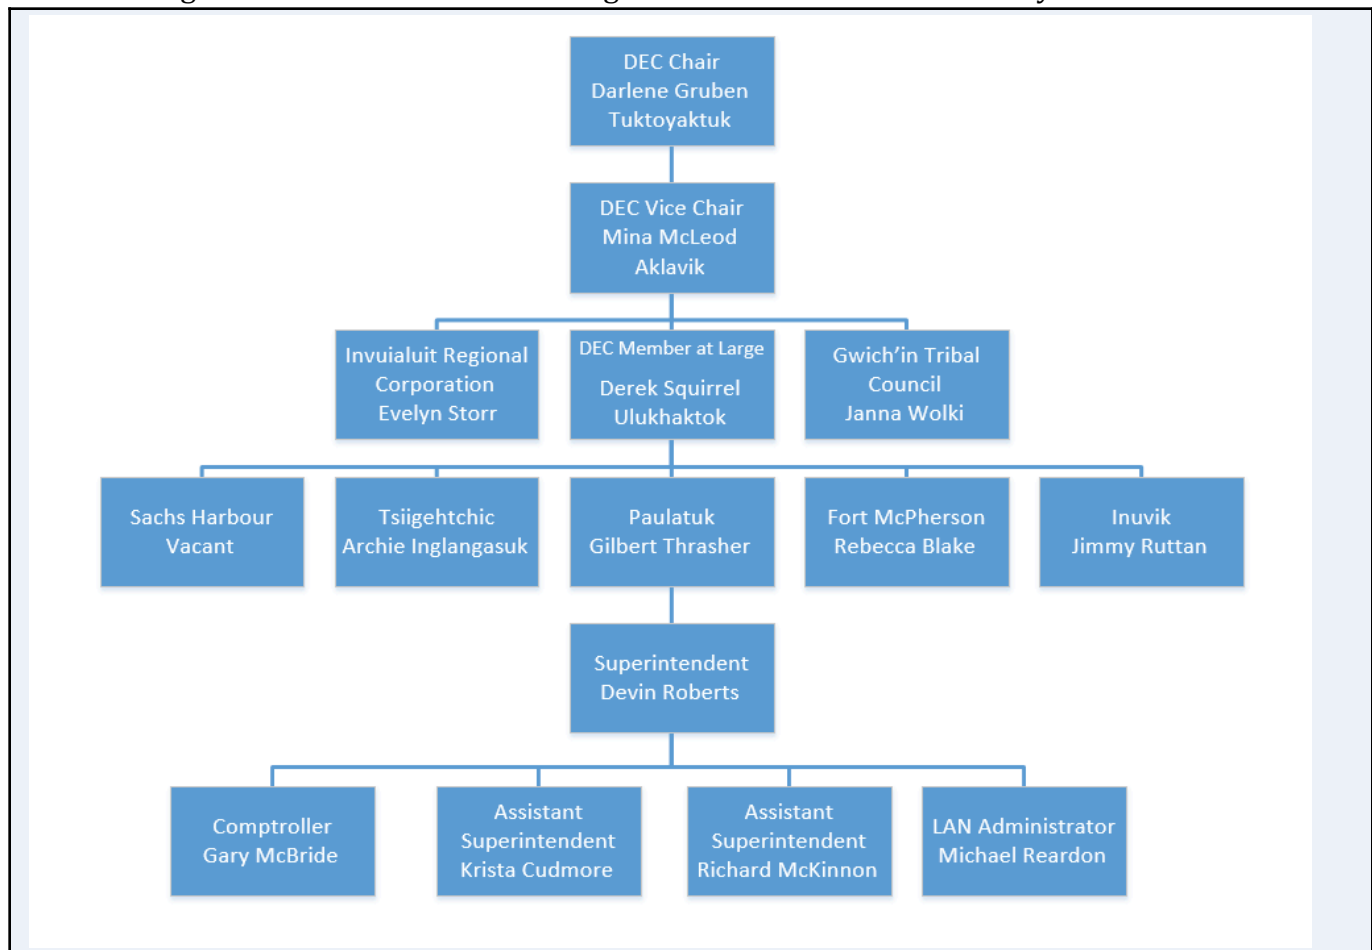 DEC Chair
Darlene Gruben
Tuktoyaktuk
DEC Vice Chair
Mina McLeod
Aklavik
Invuialuit Regional
Corporation
Evelyn Storr
DEC Member at Large
Derek Squirrel
Ulukhaktok
Gwich’in Tribal
Council
Janna Wolki
Sachs Harbour
Vacant
Tsiigehtchic
Archie Inglangasuk
Paulatuk
Gilbert Thrasher
Fort McPherson
Rebecca Blake
Inuvik
Jimmy Ruttan
Superintendent
Devin Roberts
Comptroller
Gary McBride
Assistant
Superintendent
Krista Cudmore
Assistant
Superintendent
Richard McKinnon
LAN Administrator
Michael Reardon